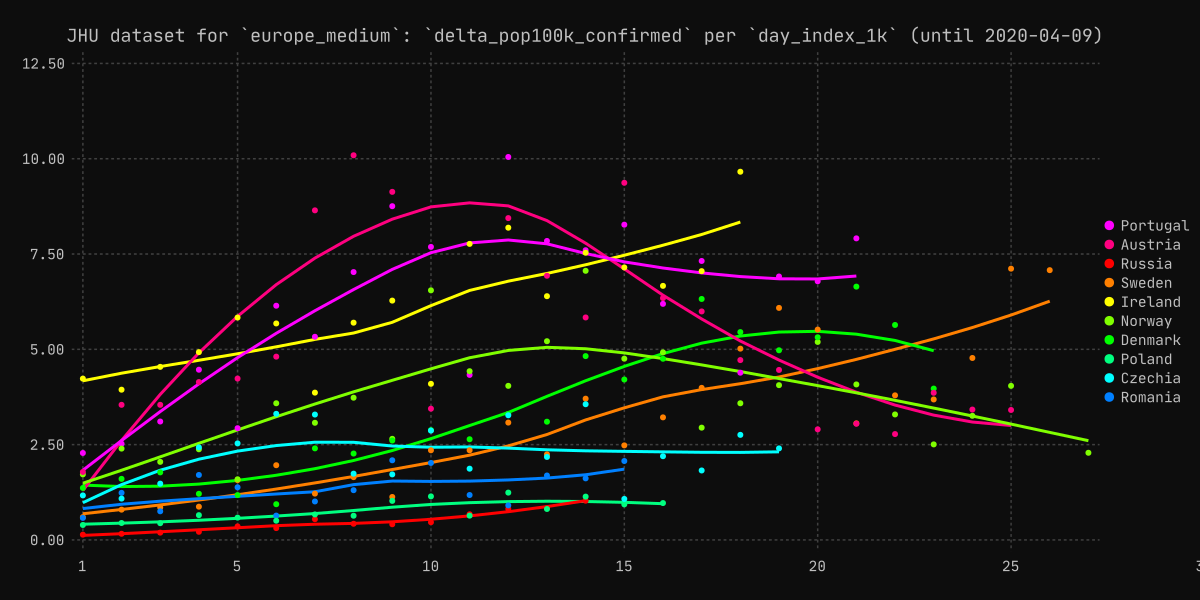 JHU dataset for `europe_medium`: `delta_pop100k_confirmed` per `day_index_1k` (until 2020-04-09)
12.50
10.00
7.50
5.00
2.50
0.00
1 5 10 15 20 25 3
Portugal
Austria
Russia
Sweden
Ireland
Norway
Denmark
Poland
Czechia
Romania